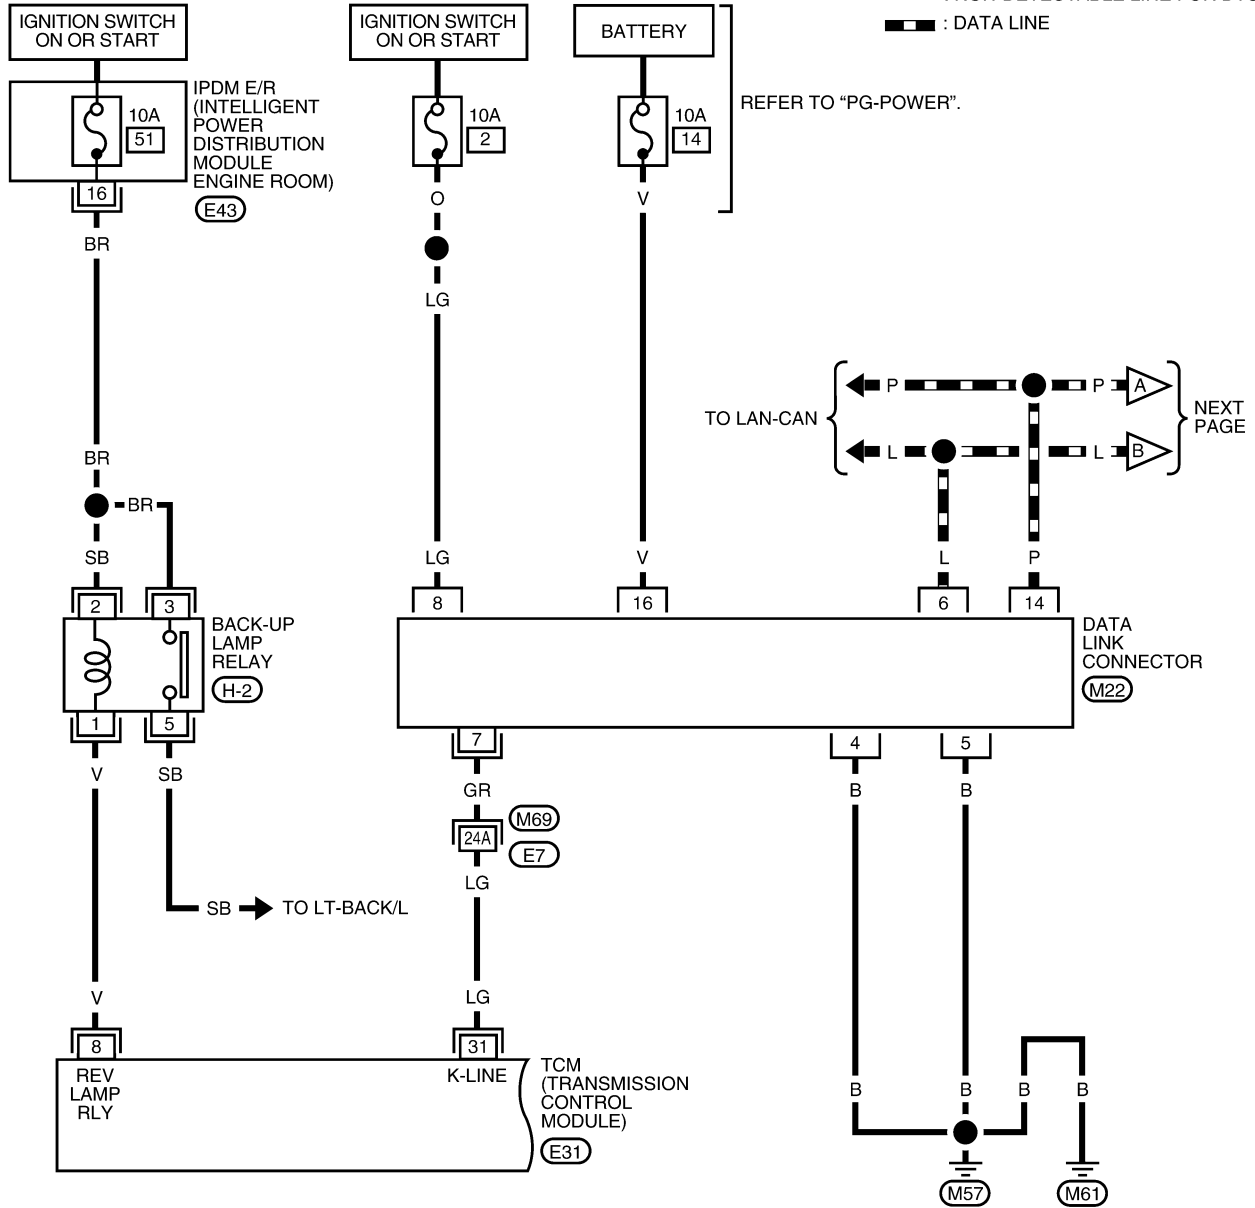 : DATA LINE
IGNITION SWITCH
ON OR START
IGNITION SWITCH
ON OR START
BATTERY
REFER TO “PG-POWER”.
IPDM E/R
(INTELLIGENT
POWER
DISTRIBUTION
MODULE
ENGINE ROOM)
E43
10A
51
10A
2
10A
14
16
O
V
BR
LG
TO LAN-CAN
P
P
A
L
L
B
NEXT
PAGE
BR
BR
SB
LG
V
L
P
2
3
8
16
6
14
BACK-UP
LAMP
RELAY
H-2
DATA
LINK
CONNECTOR
M22
1
5
7
4
5
V
SB
GR
B
B
24A
M69
E7
LG
SB
TO LT-BACK/L
V
LG
8
31
REV
LAMP
RLY
K-LINE
TCM
(TRANSMISSION
CONTROL
MODULE)
E31
B
B
B
B
M57
M61